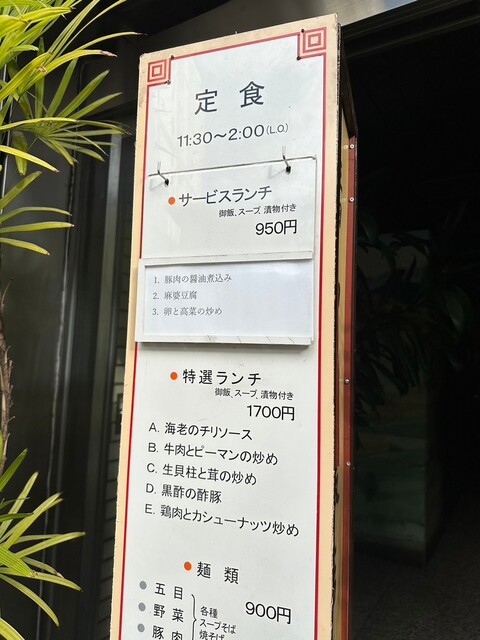 定食
11:30〜2:00(L.O.)
●サービスランチ
御飯、スープ、漬物付き
950円
1. 豚肉の醤油煮込み
2. 麻婆豆腐
3. 卵と高菜の炒め
●特選ランチ
御飯、スープ、漬物付き
1700円
A. 海老のチリソース
B. 牛肉とピーマンの炒め
C. 生貝柱と茸の炒め
D. 黒酢の酢豚
E. 鶏肉とカシューナッツ炒め
●麺類
●五目
●野菜
●豚肉
各種
スープそば
焼そば
900円